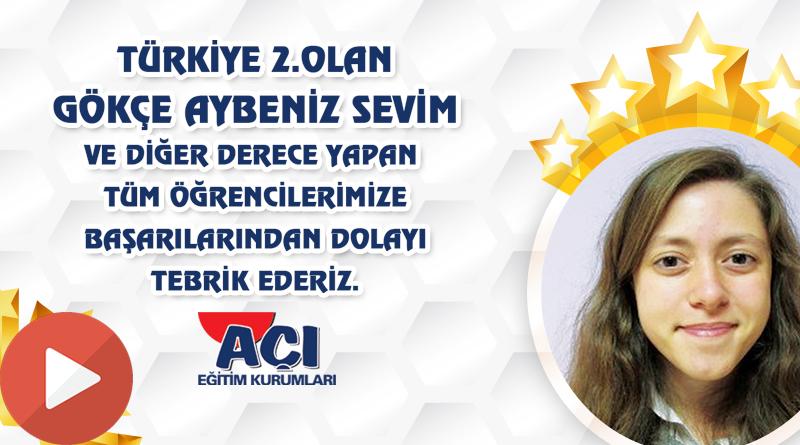 TÜRKİYE 2.OLAN
GÖKÇE AYBENİZ SEVİM
VE DİĞER DERECE YAPAN
TÜM ÖĞRENCİLERİMİZE
BAŞARILARINDAN DOLAYI
TEBRİK EDERİZ.
AÇI
EĞİTİM KURUMLARI